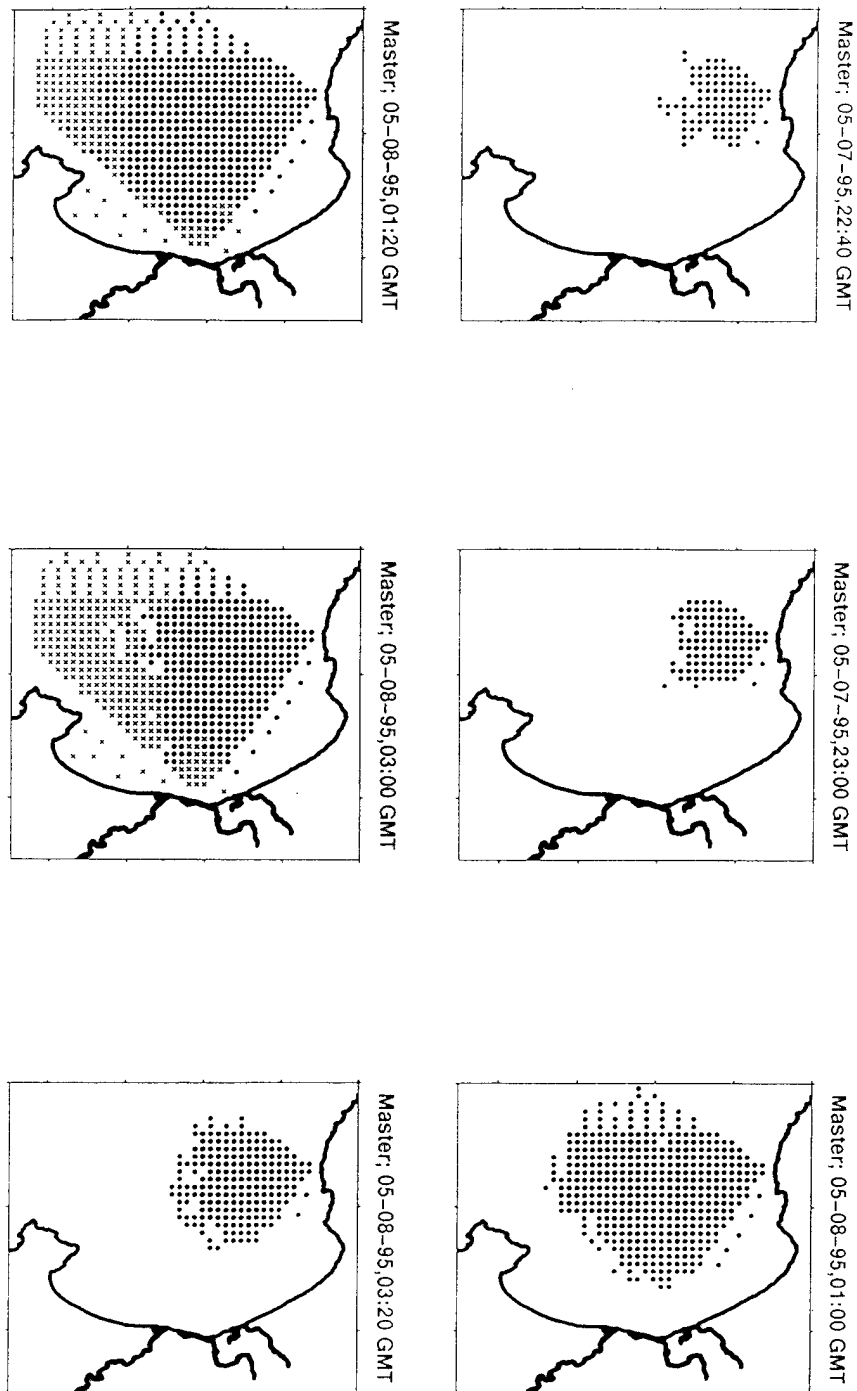 Master; 05-07-95,22:40 GMT
Master; 05-07-95,23:00 GMT
Master; 05-08-95,01:00 GMT
Master; 05-08-95,01:20 GMT
Master; 05-08-95,03:00 GMT
Master; 05-08-95,03:20 GMT